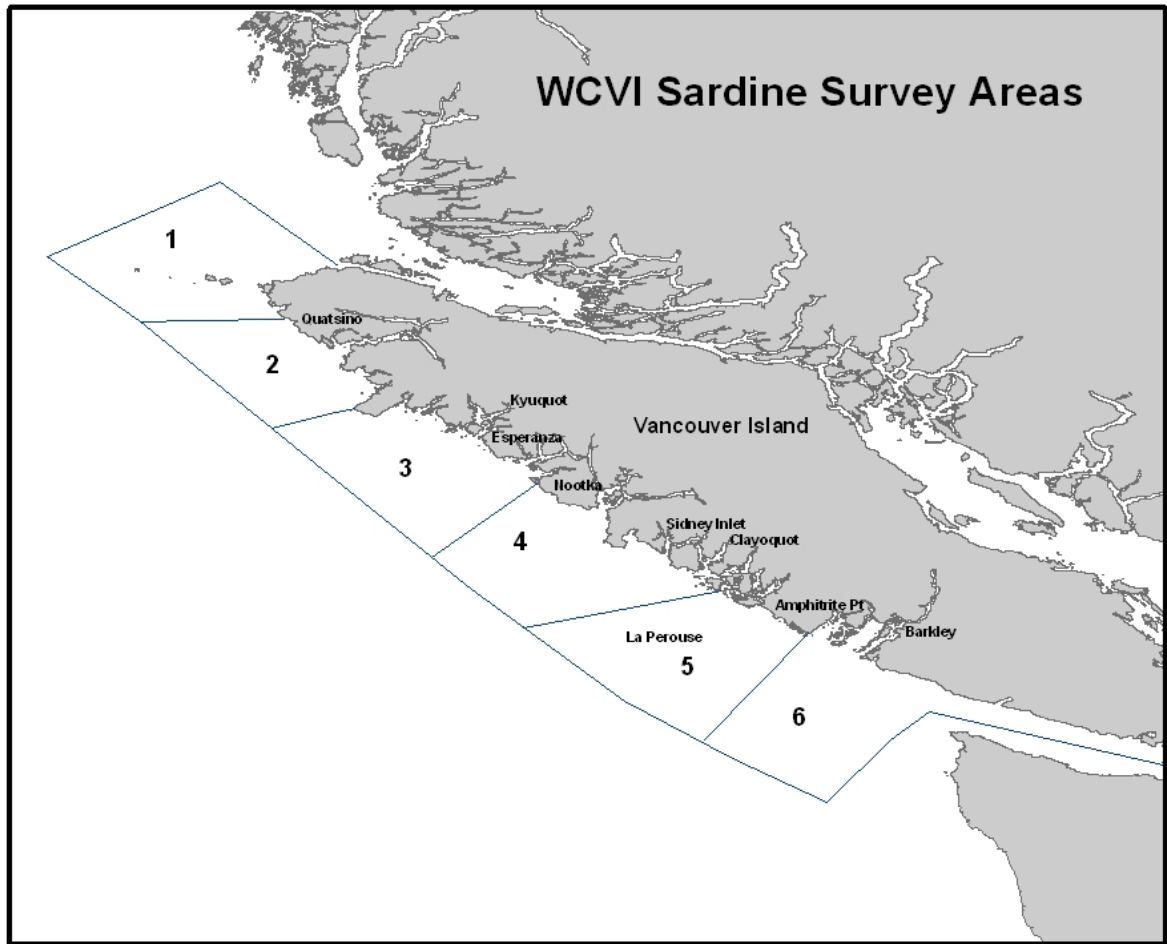 WCVI Sardine Survey Areas
1
Quatsino
2
Kyuquot
Vancouver Island
Esperanza
3
Nootka
Sidney Inlet
4
Clayoquot
Amphitrite Pt
Barkley
La Perouse
5
6